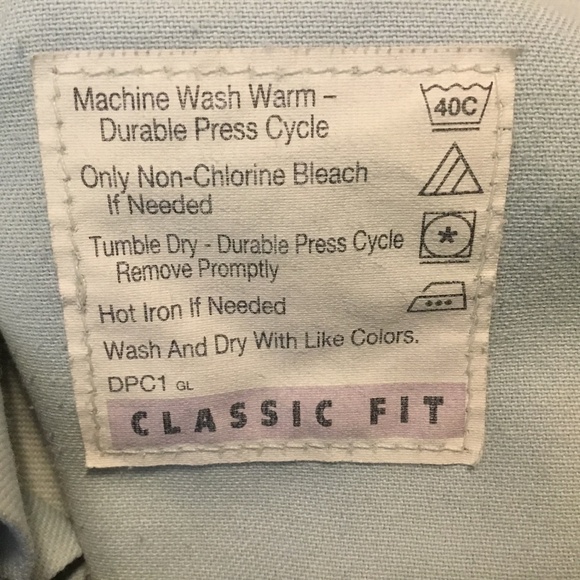 Machine Wash Warm –
Durable Press Cycle
40C
Only Non-Chlorine Bleach
If Needed
Tumble Dry - Durable Press Cycle
Remove Promptly
Hot Iron If Needed
Wash And Dry With Like Colors.
DPC1 GL
CLASSIC FIT